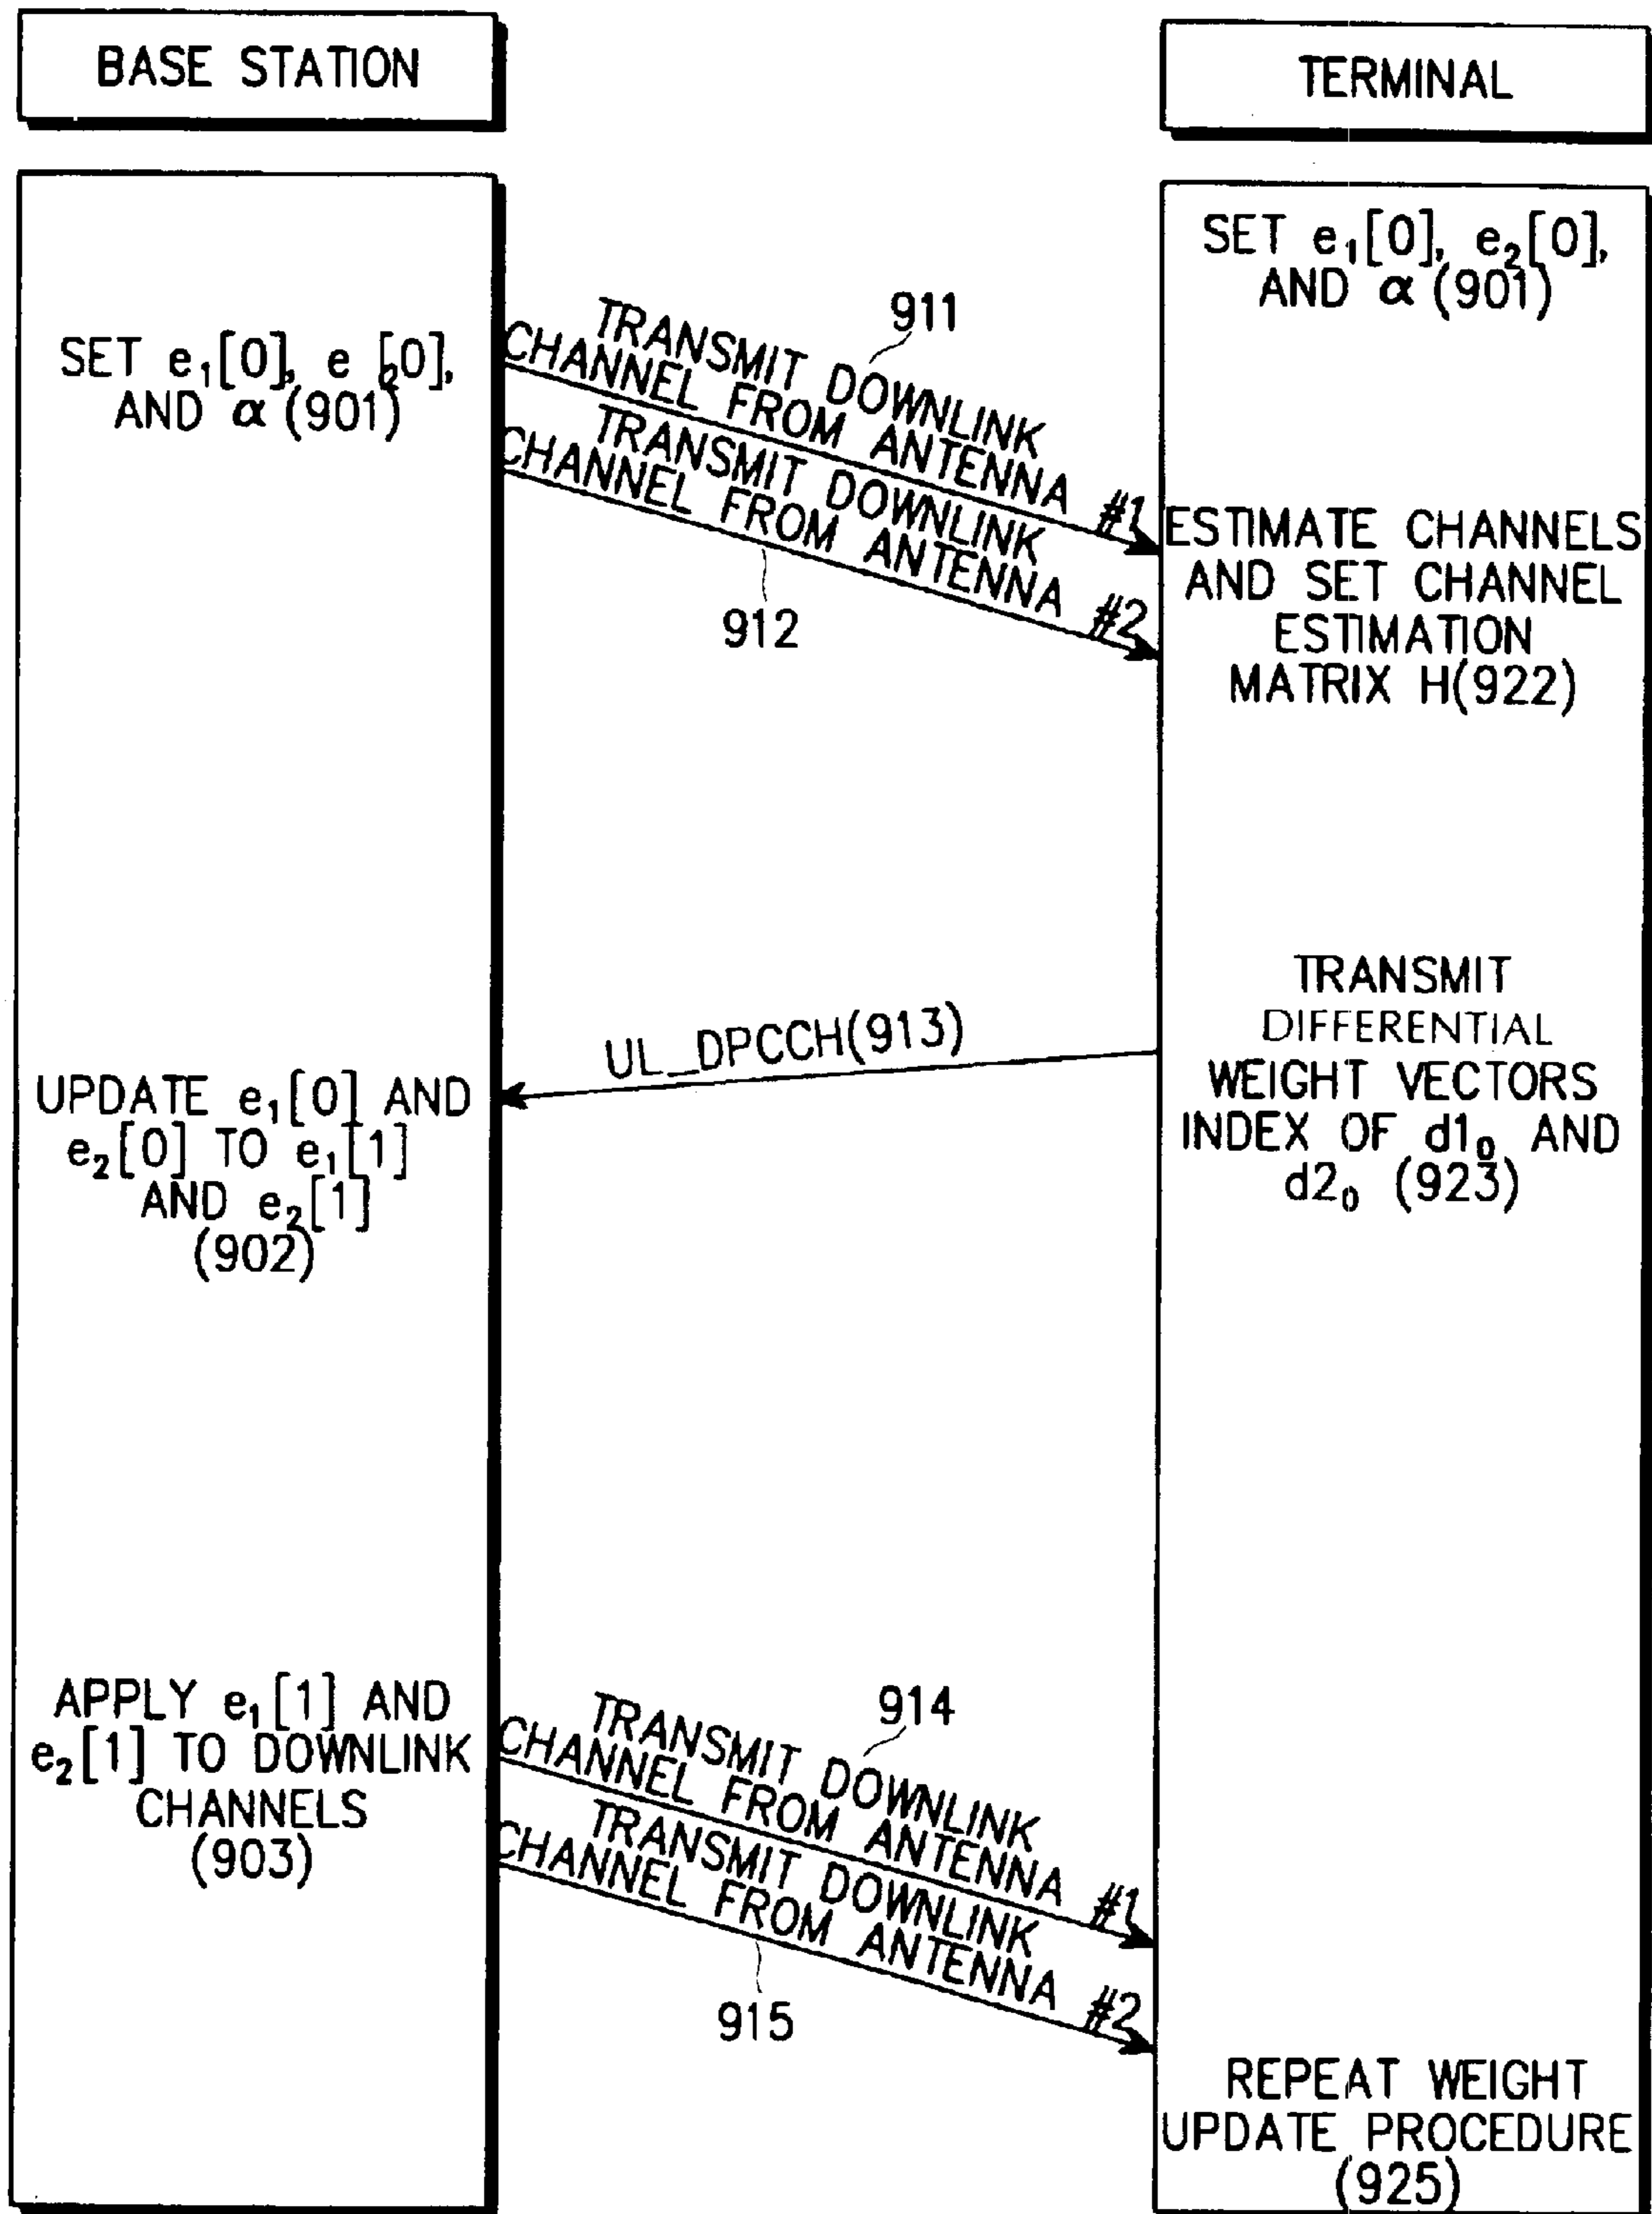 BASE STATION
TERMINAL
SET e₁[0], e₂[0],
AND α (901)
SET e₁[0], e [0],
AND α (901)
911
TRANSMIT DOWNLINK
CHANNEL FROM ANTENNA #1
TRANSMIT DOWNLINK
CHANNEL FROM ANTENNA #2
912
ESTIMATE CHANNELS
AND SET CHANNEL
ESTIMATION
MATRIX H(922)
TRANSMIT
DIFFERENTIAL
WEIGHT VECTORS
INDEX OF d1₀ AND
d2₀ (923)
UL_DPCCH(913)
UPDATE e₁[0] AND
e₂[0] TO e₁[1]
AND e₂[1]
(902)
APPLY e₁[1] AND
e₂[1] TO DOWNLINK
CHANNELS
(903)
914
TRANSMIT DOWNLINK
CHANNEL FROM ANTENNA #1
TRANSMIT DOWNLINK
CHANNEL FROM ANTENNA #2
915
REPEAT WEIGHT
UPDATE PROCEDURE
(925)